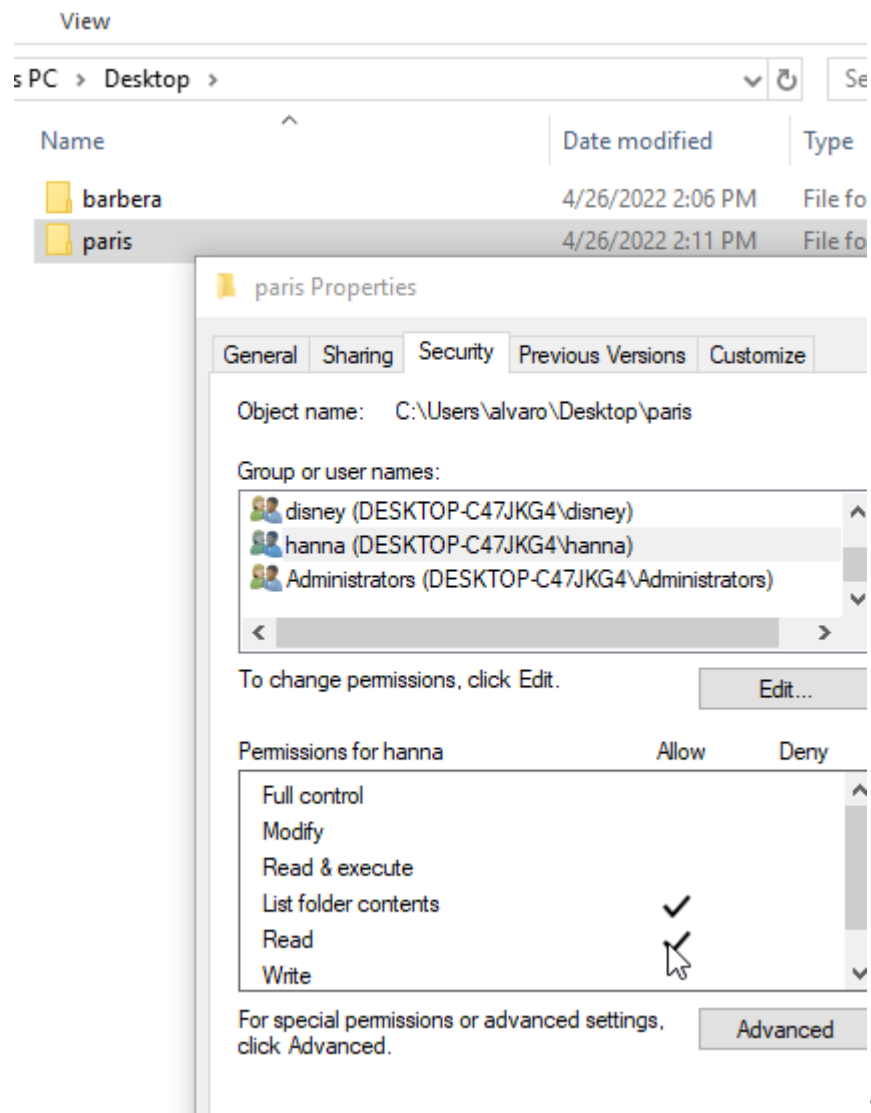 View
s PC > Desktop >
Se
Name Date modified Type
barbera 4/26/2022 2:06 PM File fo
paris 4/26/2022 2:11 PM File fo
paris Properties
General Sharing Security Previous Versions Customize
Object name: C:\Users\alvaro\Desktop\paris
Group or user names:
disney (DESKTOP-C47JKG4\disney)
hanna (DESKTOP-C47JKG4\hanna)
Administrators (DESKTOP-C47JKG4\Administrators)
To change permissions, click Edit.
Edit...
Permissions for hanna Allow Deny
Full control
Modify
Read & execute
List folder contents
Read
Write
For special permissions or advanced settings,
click Advanced.
Advanced